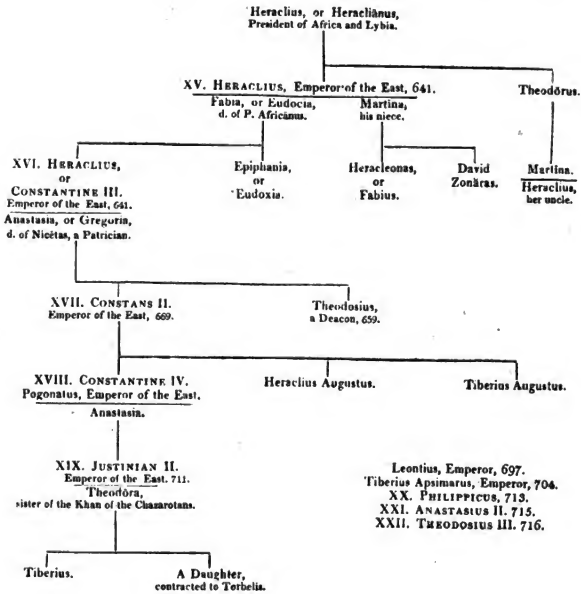 Heraclius, or Heracliānus,
President of Africa and Lybia.
XV. HERACLIUS, Emperor of the East, 641.
Fabia, or Eudocia,
d. of P. Africānus.
Martina,
his niece.
Theodōrus.
XVI. HERACLIUS,
or
CONSTANTINE III.
Emperor of the East, 641.
Anastasia, or Gregoria,
d. of Nicētas, a Patrician.
Epiphania,
or
Eudoxia.
Heracleonas,
or
Fabius.
David
Zonāras.
Martina.
Heraclius,
her uncle.
XVII. CONSTANS II.
Emperor of the East, 669.
Theodosius,
a Deacon, 659.
XVIII. CONSTANTINE IV.
Pogonatus, Emperor of the East.
Anastasia.
Heraclius Augustus.
Tiberius Augustus.
XIX. JUSTINIAN II.
Emperor of the East. 711.
Theodōra,
sister of the Khan of the Chazarotans.
Leontius, Emperor, 697.
Tiberius Apsimarus, Emperor, 704.
XX. PHILIPPICUS, 713.
XXI. ANASTASIUS II. 715.
XXII. THEODOSIUS III. 716.
Tiberius.
A Daughter,
contracted to Terbelis.